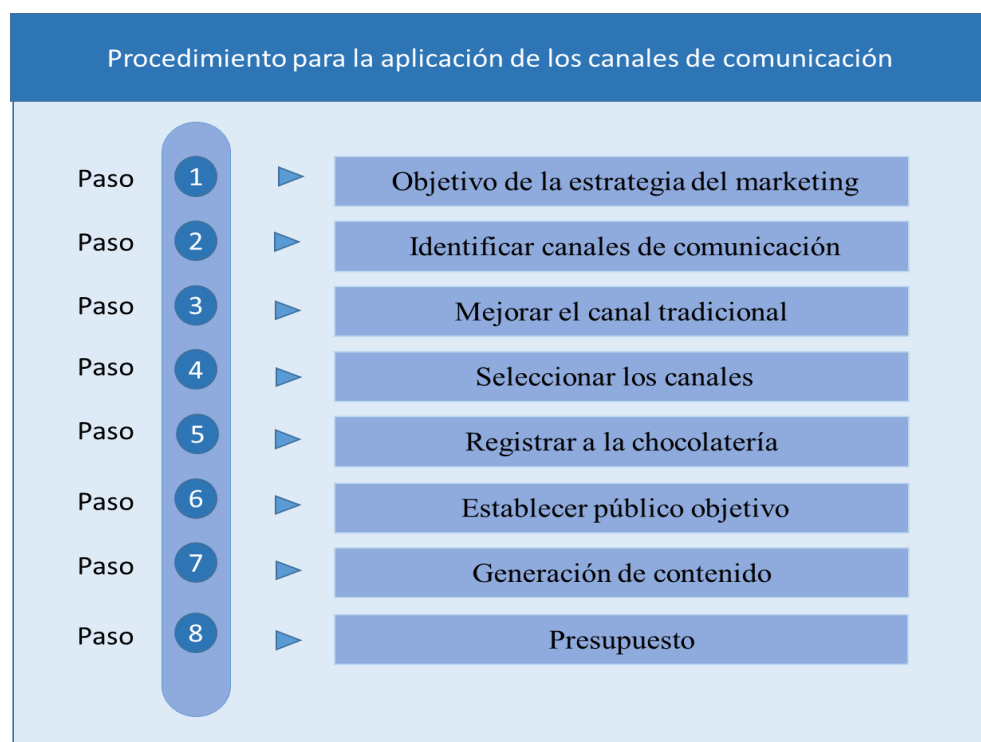 Procedimiento para la aplicación de los canales de comunicación
Paso 1 Objetivo de la estrategia del marketing
Paso 2 Identificar canales de comunicación
Paso 3 Mejorar el canal tradicional
Paso 4 Seleccionar los canales
Paso 5 Registrar a la chocolatería
Paso 6 Establecer público objetivo
Paso 7 Generación de contenido
Paso 8 Presupuesto